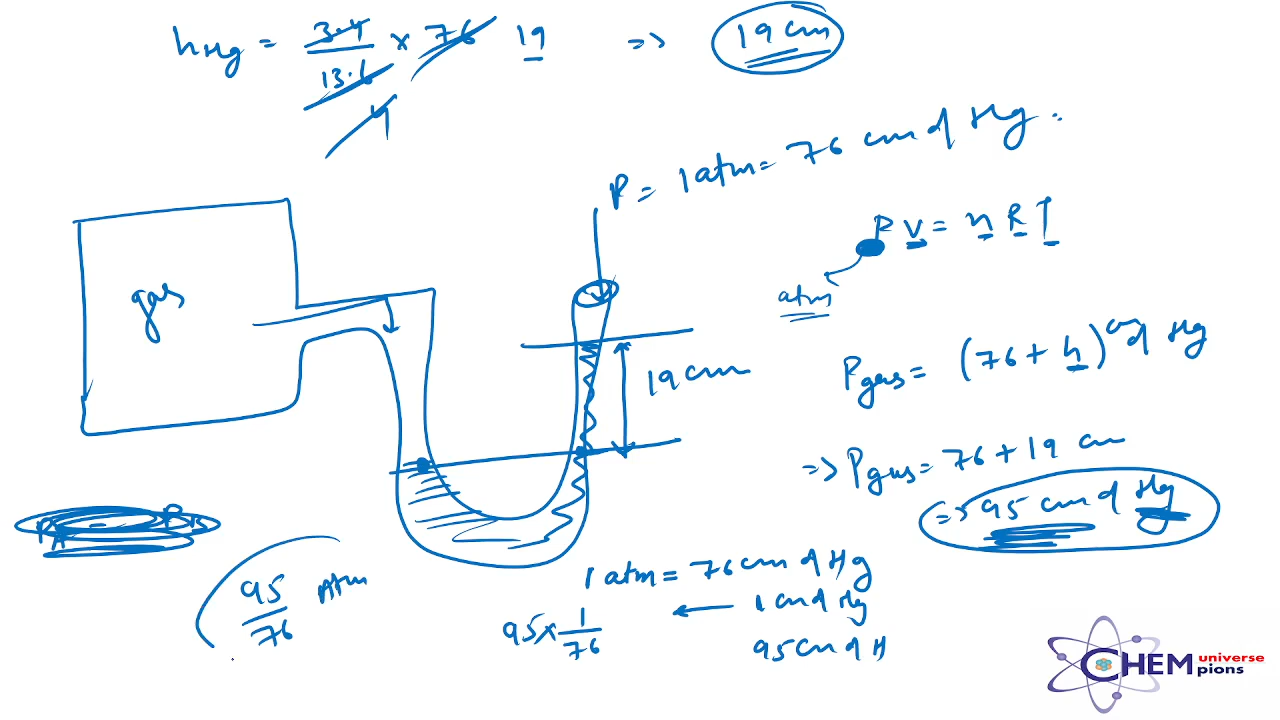 hHg = 3.4/13.6 × 76 19 => 19 cm
4
P = 1 atm = 76 cm of Hg.
PV = nRT
atm
gas
19 cm
Pgas = (76 + h) cm of Hg
=> Pgas = 76 + 19 cm
=> 95 cm of Hg
PA PB
95/76 Atm
1 atm = 76 cm of Hg
95 × 1/76 ← 1 cm of Hg
95 cm of H
CHEM universe
pions